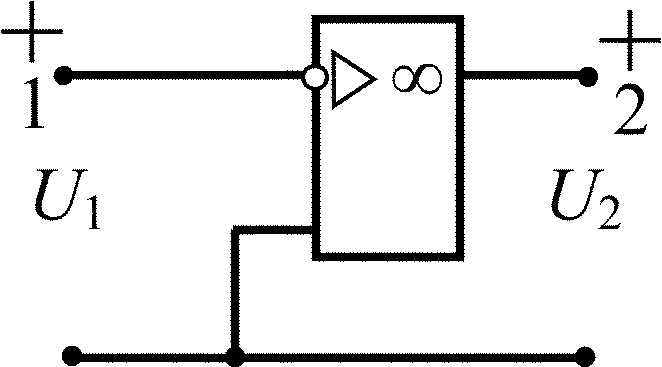 + +
1 ▷ ∞ 2
U₁ U₂